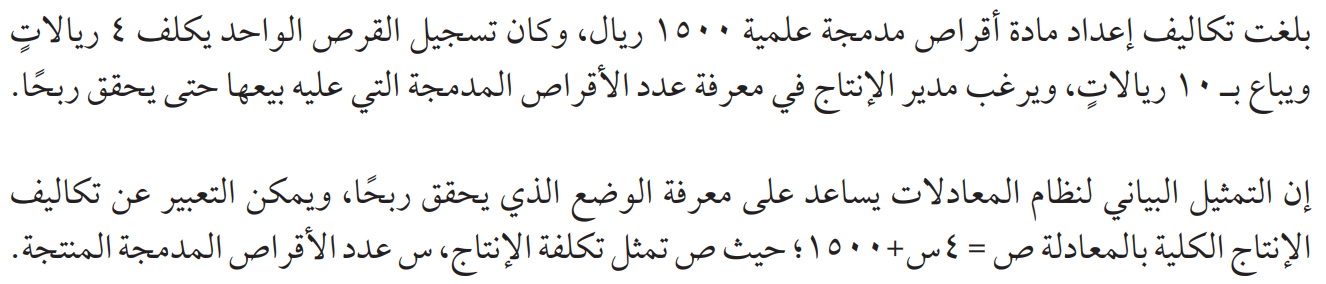 بلغت تكاليف إعداد مادة أقراص مدمجة علمية ١٥٠٠ ريال، وكان تسجيل القرص الواحد يكلف ٤ ريالاتٍ
ويباع بـ ١٠ ريالاتٍ، ويرغب مدير الإنتاج في معرفة عدد الأقراص المدمجة التي عليه بيعها حتى يحقق ربحًا.
إن التمثيل البياني لنظام المعادلات يساعد على معرفة الوضع الذي يحقق ربحًا، ويمكن التعبير عن تكاليف
الإنتاج الكلية بالمعادلة ص = ٤س+١٥٠٠؛ حيث ص تمثل تكلفة الإنتاج، س عدد الأقراص المدمجة المنتجة.